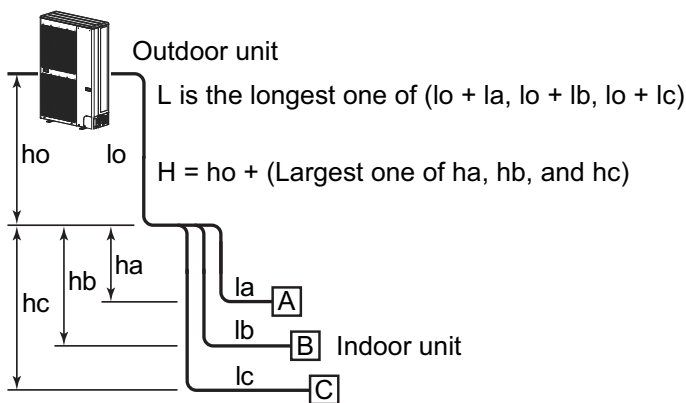 Outdoor unit
L is the longest one of (lo + la, lo + lb, lo + lc)
ho
lo
H = ho + (Largest one of ha, hb, and hc)
ha
hb
hc
la
A
lb
B
Indoor unit
lc
C